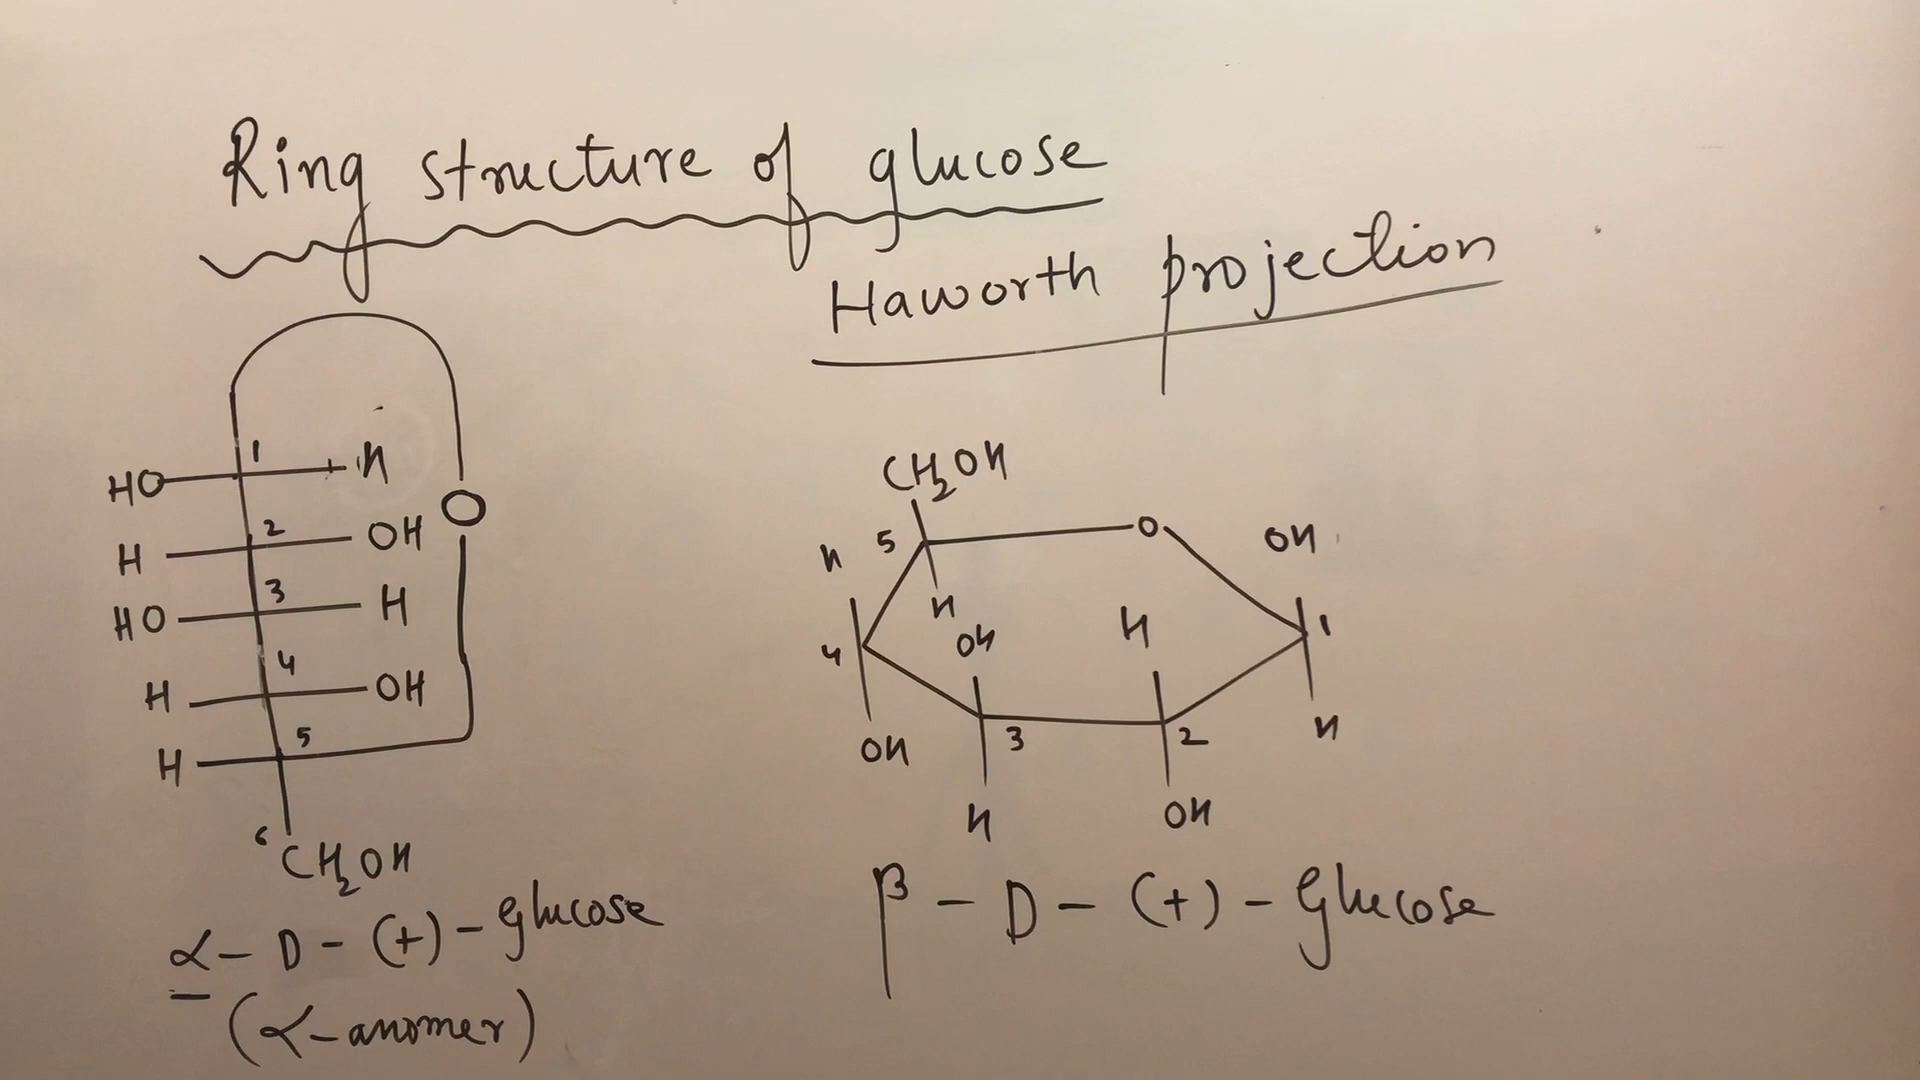 Ring structure of glucose
Haworth projection
HO 1 H
H 2 OH
O
HO 3 H
H 4 OH
H 5
6 CH2OH
α- D - (+) - glucose
(α-anomer)
CH2OH
H 5 O OH
H
4 OH H 1
OH 3 2 H
H OH
β - D - (+) - Glucose